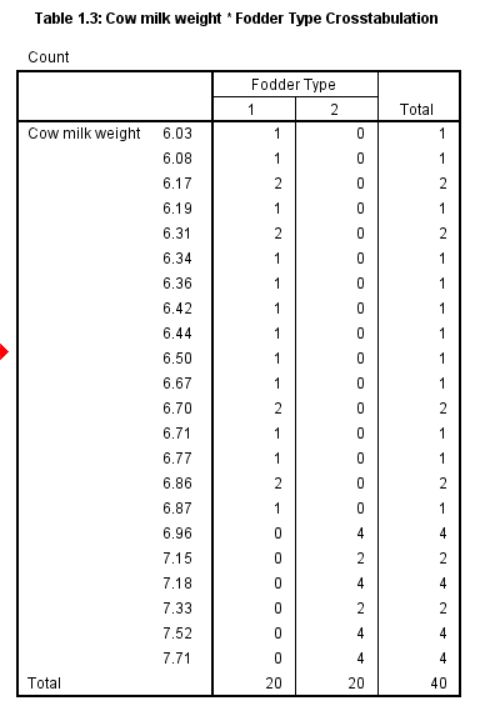 Table 1.3: Cow milk weight * Fodder Type Crosstabulation
Count
Fodder Type
1 2 Total
Cow milk weight 6.03 1 0 1
6.08 1 0 1
6.17 2 0 2
6.19 1 0 1
6.31 2 0 2
6.34 1 0 1
6.36 1 0 1
6.42 1 0 1
6.44 1 0 1
6.50 1 0 1
6.67 1 0 1
6.70 2 0 2
6.71 1 0 1
6.77 1 0 1
6.86 2 0 2
6.87 1 0 1
6.96 0 4 4
7.15 0 2 2
7.18 0 4 4
7.33 0 2 2
7.52 0 4 4
7.71 0 4 4
Total 20 20 40